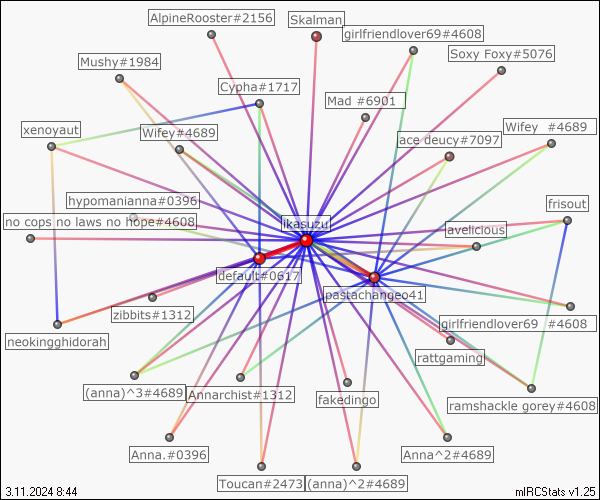 AlpineRooster#2156
Skalman
girlfriendlover69#4608
Soxy Foxy#5076
Mushy#1984
Cypha#1717
Mad #6901
xenoyaut
Wifey#4689
ace deucy#7097
Wifey #4689
hypomanianna#0396
frisout
no cops no laws no hope#4608
ikasuzu
avelicious
default#0617
pastachangeo41
zibbits#1312
girlfriendlover69 #4608
neokingghidorah
rattgaming
(anna)^3#4689
Annarchist#1312
fakedingo
ramshackle gorey#4608
Anna.#0396
Anna^2#4689
Toucan#2473
(anna)^2#4689
3.11.2024 8:44
mIRCStats v1.25